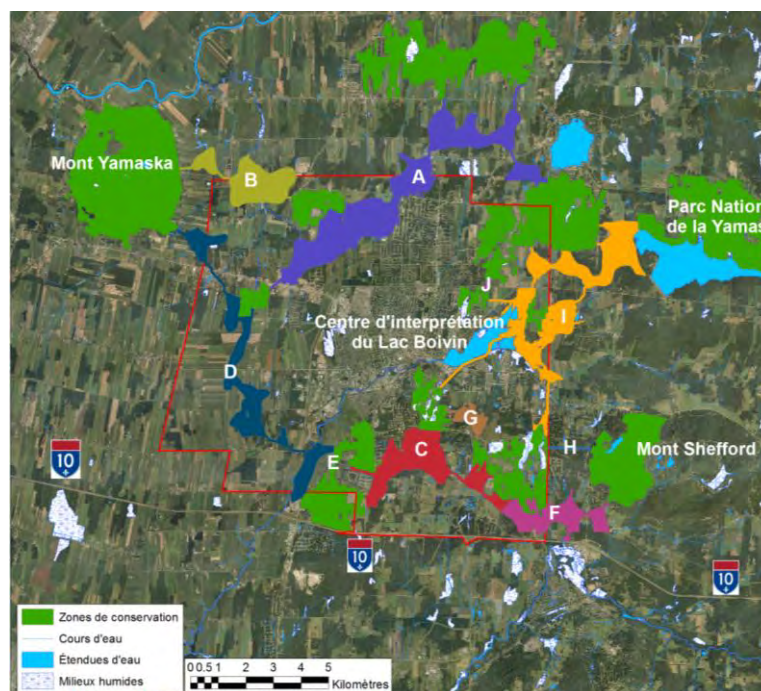 Mont Yamaska
B
A
Parc National
de la Yamas
J
Centre d'interprétation
du Lac Boivin
I
D
G
C
E
H
Mont Shefford
10
F
10
10
Zones de conservation
Cours d'eau
Étendues d'eau
Milieux humides
0 0.5 1 2 3 4 5
Kilomètres